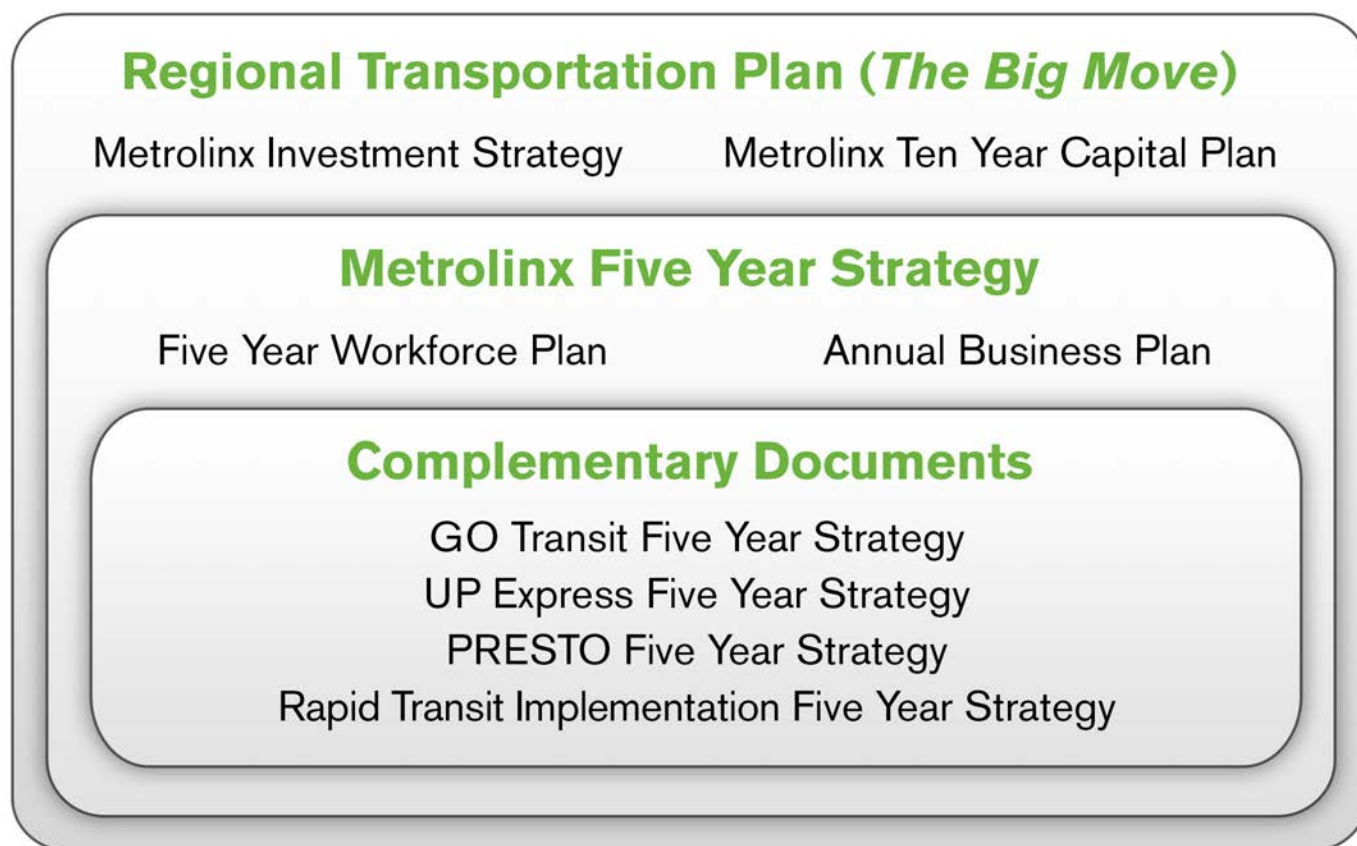 Regional Transportation Plan (The Big Move)
Metrolinx Investment Strategy Metrolinx Ten Year Capital Plan
Metrolinx Five Year Strategy
Five Year Workforce Plan Annual Business Plan
Complementary Documents
GO Transit Five Year Strategy
UP Express Five Year Strategy
PRESTO Five Year Strategy
Rapid Transit Implementation Five Year Strategy